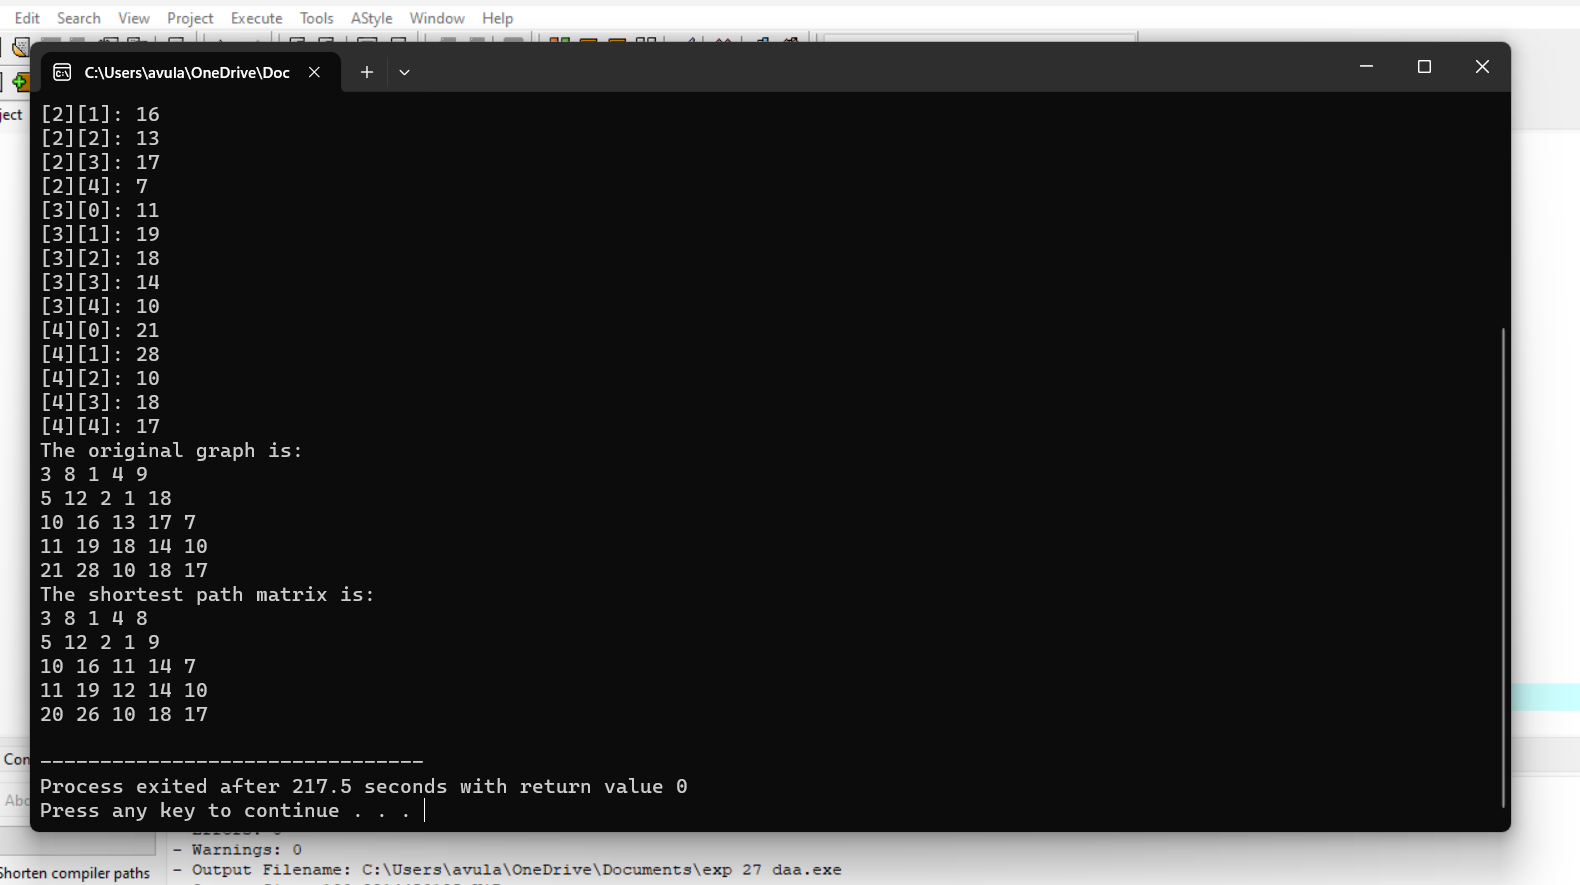 Edit Search View Project Execute Tools AStyle Window Help
C:\Users\avula\OneDrive\Doc
ject
[2][1]: 16
[2][2]: 13
[2][3]: 17
[2][4]: 7
[3][0]: 11
[3][1]: 19
[3][2]: 18
[3][3]: 14
[3][4]: 10
[4][0]: 21
[4][1]: 28
[4][2]: 10
[4][3]: 18
[4][4]: 17
The original graph is:
3 8 1 4 9
5 12 2 1 18
10 16 13 17 7
11 19 18 14 10
21 28 10 18 17
The shortest path matrix is:
3 8 1 4 8
5 12 2 1 9
10 16 11 14 7
11 19 12 14 10
20 26 10 18 17
--------------------------------
Process exited after 217.5 seconds with return value 0
Press any key to continue . . .
Con
Abo
- Warnings: 0
- Output Filename: C:\Users\avula\OneDrive\Documents\exp 27 daa.exe
Shorten compiler paths